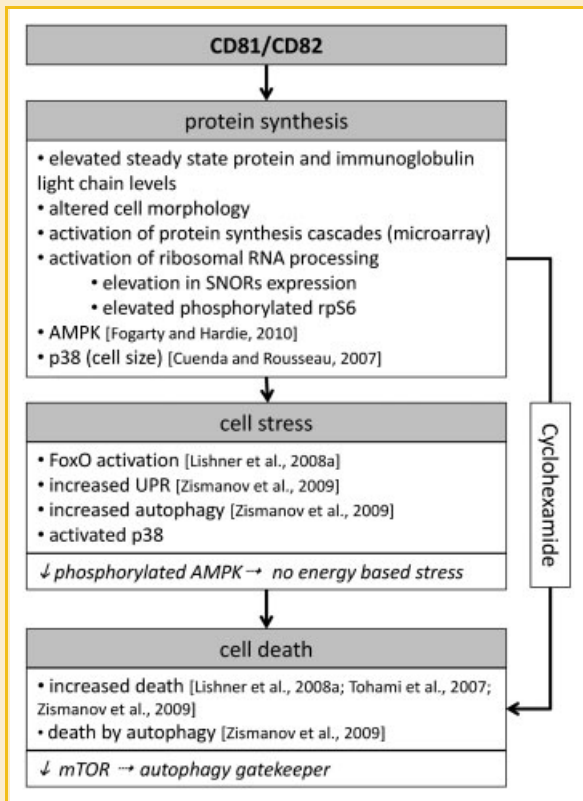 CD81/CD82
protein synthesis
• elevated steady state protein and immunoglobulin
light chain levels
• altered cell morphology
• activation of protein synthesis cascades (microarray)
• activation of ribosomal RNA processing
• elevation in SNORs expression
• elevated phosphorylated rpS6
• AMPK [Fogarty and Hardie, 2010]
• p38 (cell size) [Cuenda and Rousseau, 2007]
Cyclohexamide
cell stress
• FoxO activation [Lishner et al., 2008a]
• increased UPR [Zismanov et al., 2009]
• increased autophagy [Zismanov et al., 2009]
• activated p38
↓ phosphorylated AMPK → no energy based stress
cell death
• increased death [Lishner et al., 2008a; Tohami et al., 2007;
Zismanov et al., 2009]
• death by autophagy [Zismanov et al., 2009]
↓ mTOR → autophagy gatekeeper